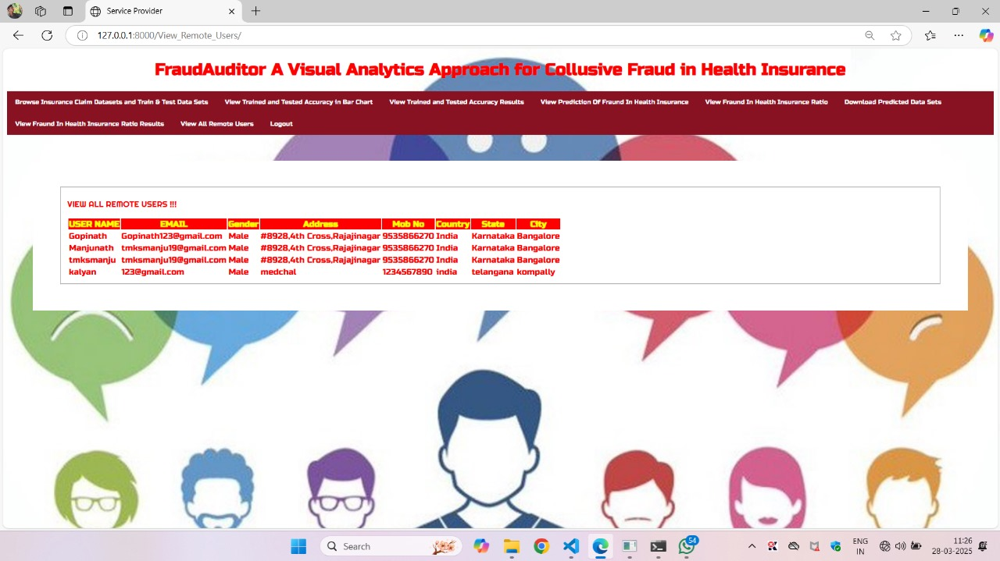 127.0.0.1:8000/View_Remote_Users/
FraudAuditor A Visual Analytics Approach for Collusive Fraud in Health Insurance
Browse Insurance Claim Datasets and Train & Test Data Sets View Trained and Tested Accuracy in Bar Chart View Trained and Tested Accuracy Results View Prediction Of Fraund In Health Insurance View Fraund In Health Insurance Ratio Download Predicted Data Sets
View Fraund In Health Insurance Ratio Results View All Remote Users Logout
VIEW ALL REMOTE USERS !!!
USER NAME EMAIL Gender Address Mob No Country State City
Gopinath Gopinath123@gmail.com Male #8928,4th Cross,Rajajinagar 9535866270 India Karnataka Bangalore
Manjunath tmksmanju19@gmail.com Male #8928,4th Cross,Rajajinagar 9535866270 India Karnataka Bangalore
tmksmanju tmksmanju19@gmail.com Male #8928,4th Cross,Rajajinagar 9535866270 India Karnataka Bangalore
kalyan 123@gmail.com Male medchal 1234567890 india telangana kompally
Search 54 ENG 11:26
IN 28-03-2025